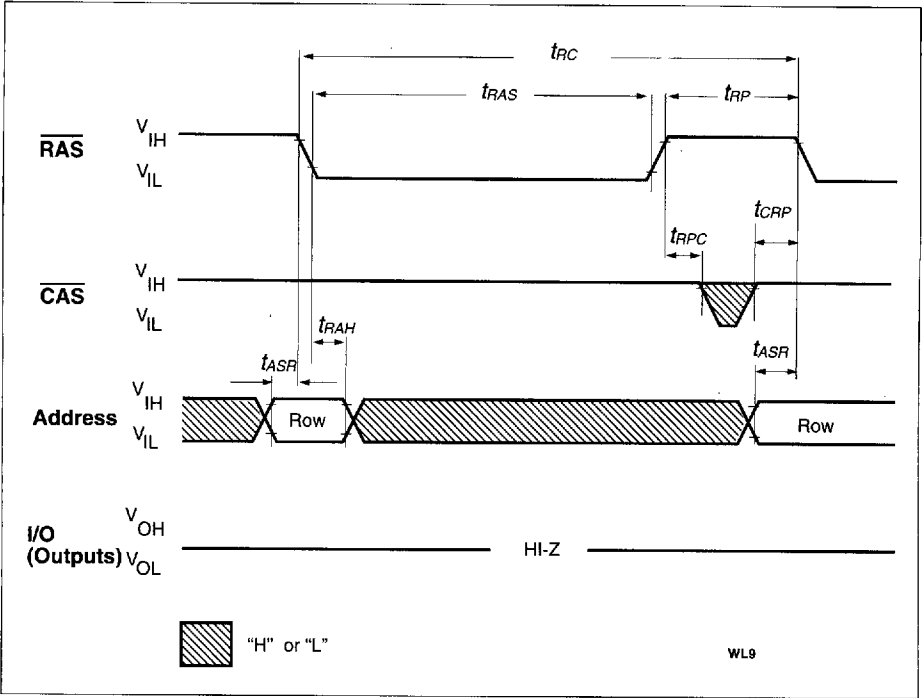 tRC
tRAS
tRP
RAS
VIH
VIL
tCRP
tRPC
CAS
VIH
VIL
tRAH
tASR
tASR
Address
VIH
VIL
Row
Row
I/O
(Outputs)
VOH
VOL
HI-Z
"H" or "L"
WL9